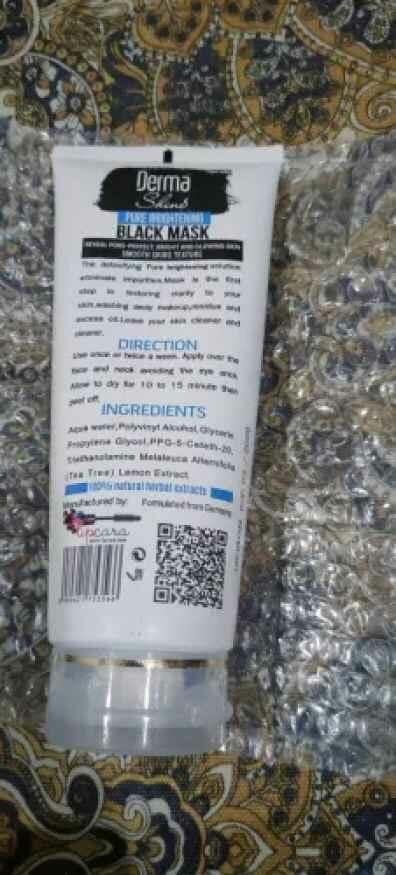 Derma
Shine
PURE BRIGHTENING
BLACK MASK
REVEAL PORE-PERFECT, BRIGHT AND GLOWING SKIN
SMOOTH SKINS TEXTURE
The detoxifying Pure brightening solution
eliminate impurities.Mask is the first
step in restoring clarity to your
skin,washing away makeup,residue and
excess oil.Leave your skin cleaner and
clearer.
DIRECTION
Use once or twice a week. Apply over the
face and neck avoiding the eye area.
Allow to dry for 10 to 15 minute then
peel off.
INGREDIENTS
Aqua water,Polyvinyl Alcohol, Glycerin,
Propylene Glycol,PPG-5-Ceteth-20,
Triethanolamine Melaleuca Alternifolia
(Tea Tree) Lemon Extract.
100% natural herbal extracts
Manufactured by:
Formulated from Germany